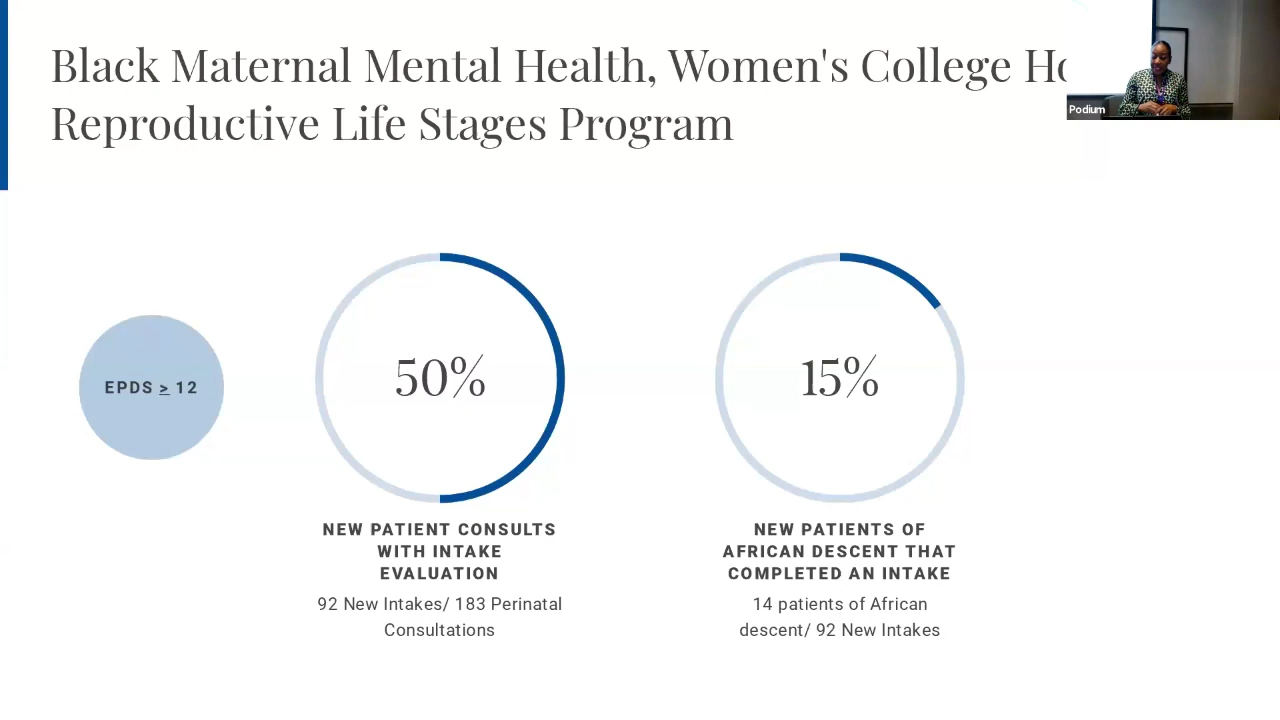 Black Maternal Mental Health, Women's College Ho
Reproductive Life Stages Program
Podium
EPDS ≥ 12
50%
15%
NEW PATIENT CONSULTS
WITH INTAKE
EVALUATION
92 New Intakes/ 183 Perinatal
Consultations
NEW PATIENTS OF
AFRICAN DESCENT THAT
COMPLETED AN INTAKE
14 patients of African
descent/ 92 New Intakes